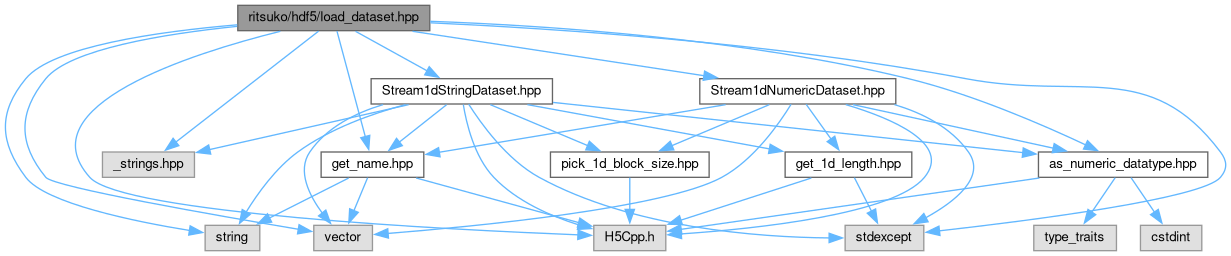 ritsuko/hdf5/load_dataset.hpp
Stream1dStringDataset.hpp
Stream1dNumericDataset.hpp
_strings.hpp
get_name.hpp
pick_1d_block_size.hpp
get_1d_length.hpp
as_numeric_datatype.hpp
string
vector
H5Cpp.h
stdexcept
type_traits
cstdint